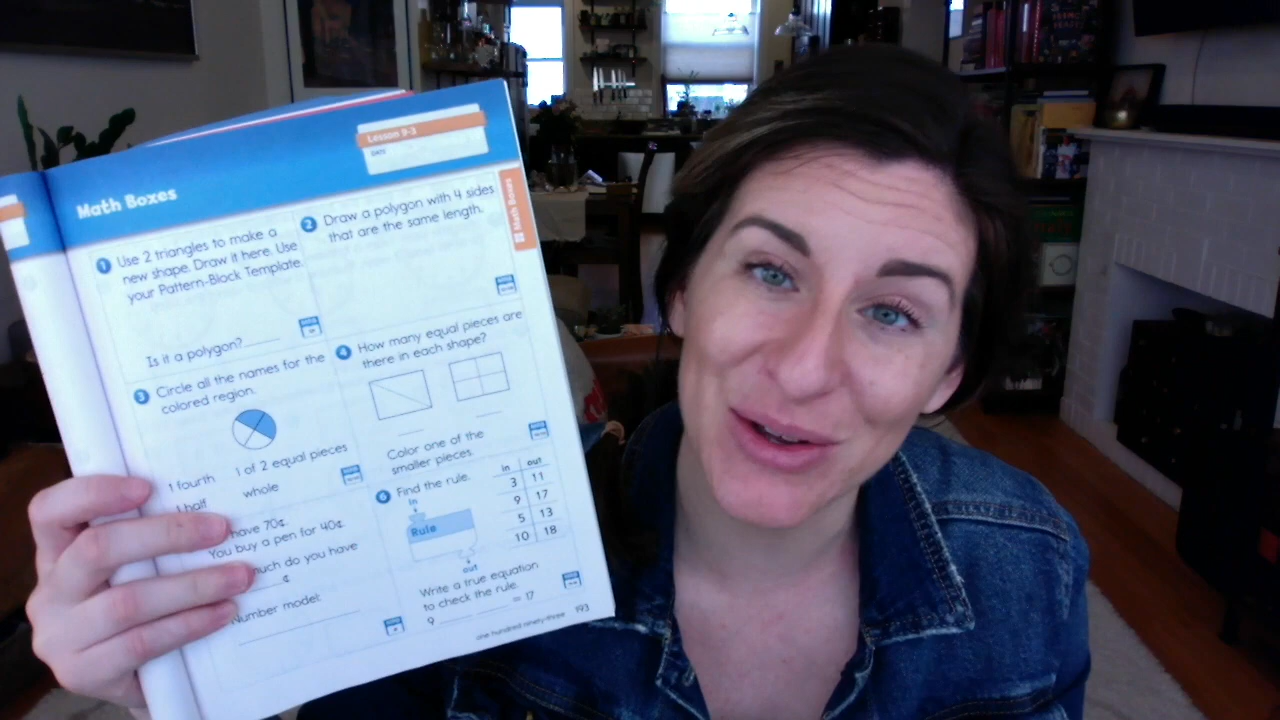 Lesson 9-3
DATE
Math Boxes
Math Boxes
1 Use 2 triangles to make a
new shape. Draw it here. Use
your Pattern-Block Template.
Is it a polygon?
2 Draw a polygon with 4 sides
that are the same length.
3 Circle all the names for the
colored region.
1 fourth 1 of 2 equal pieces
1 half whole
4 How many equal pieces are
there in each shape?
Color one of the
smaller pieces.
have 70¢.
You buy a pen for 40¢.
much do you have
¢
Number model:
6 Find the rule.
in
Rule
out
in out
3 11
9 17
5 13
10 18
Write a true equation
to check the rule.
9 = 17
one hundred ninety-three 193